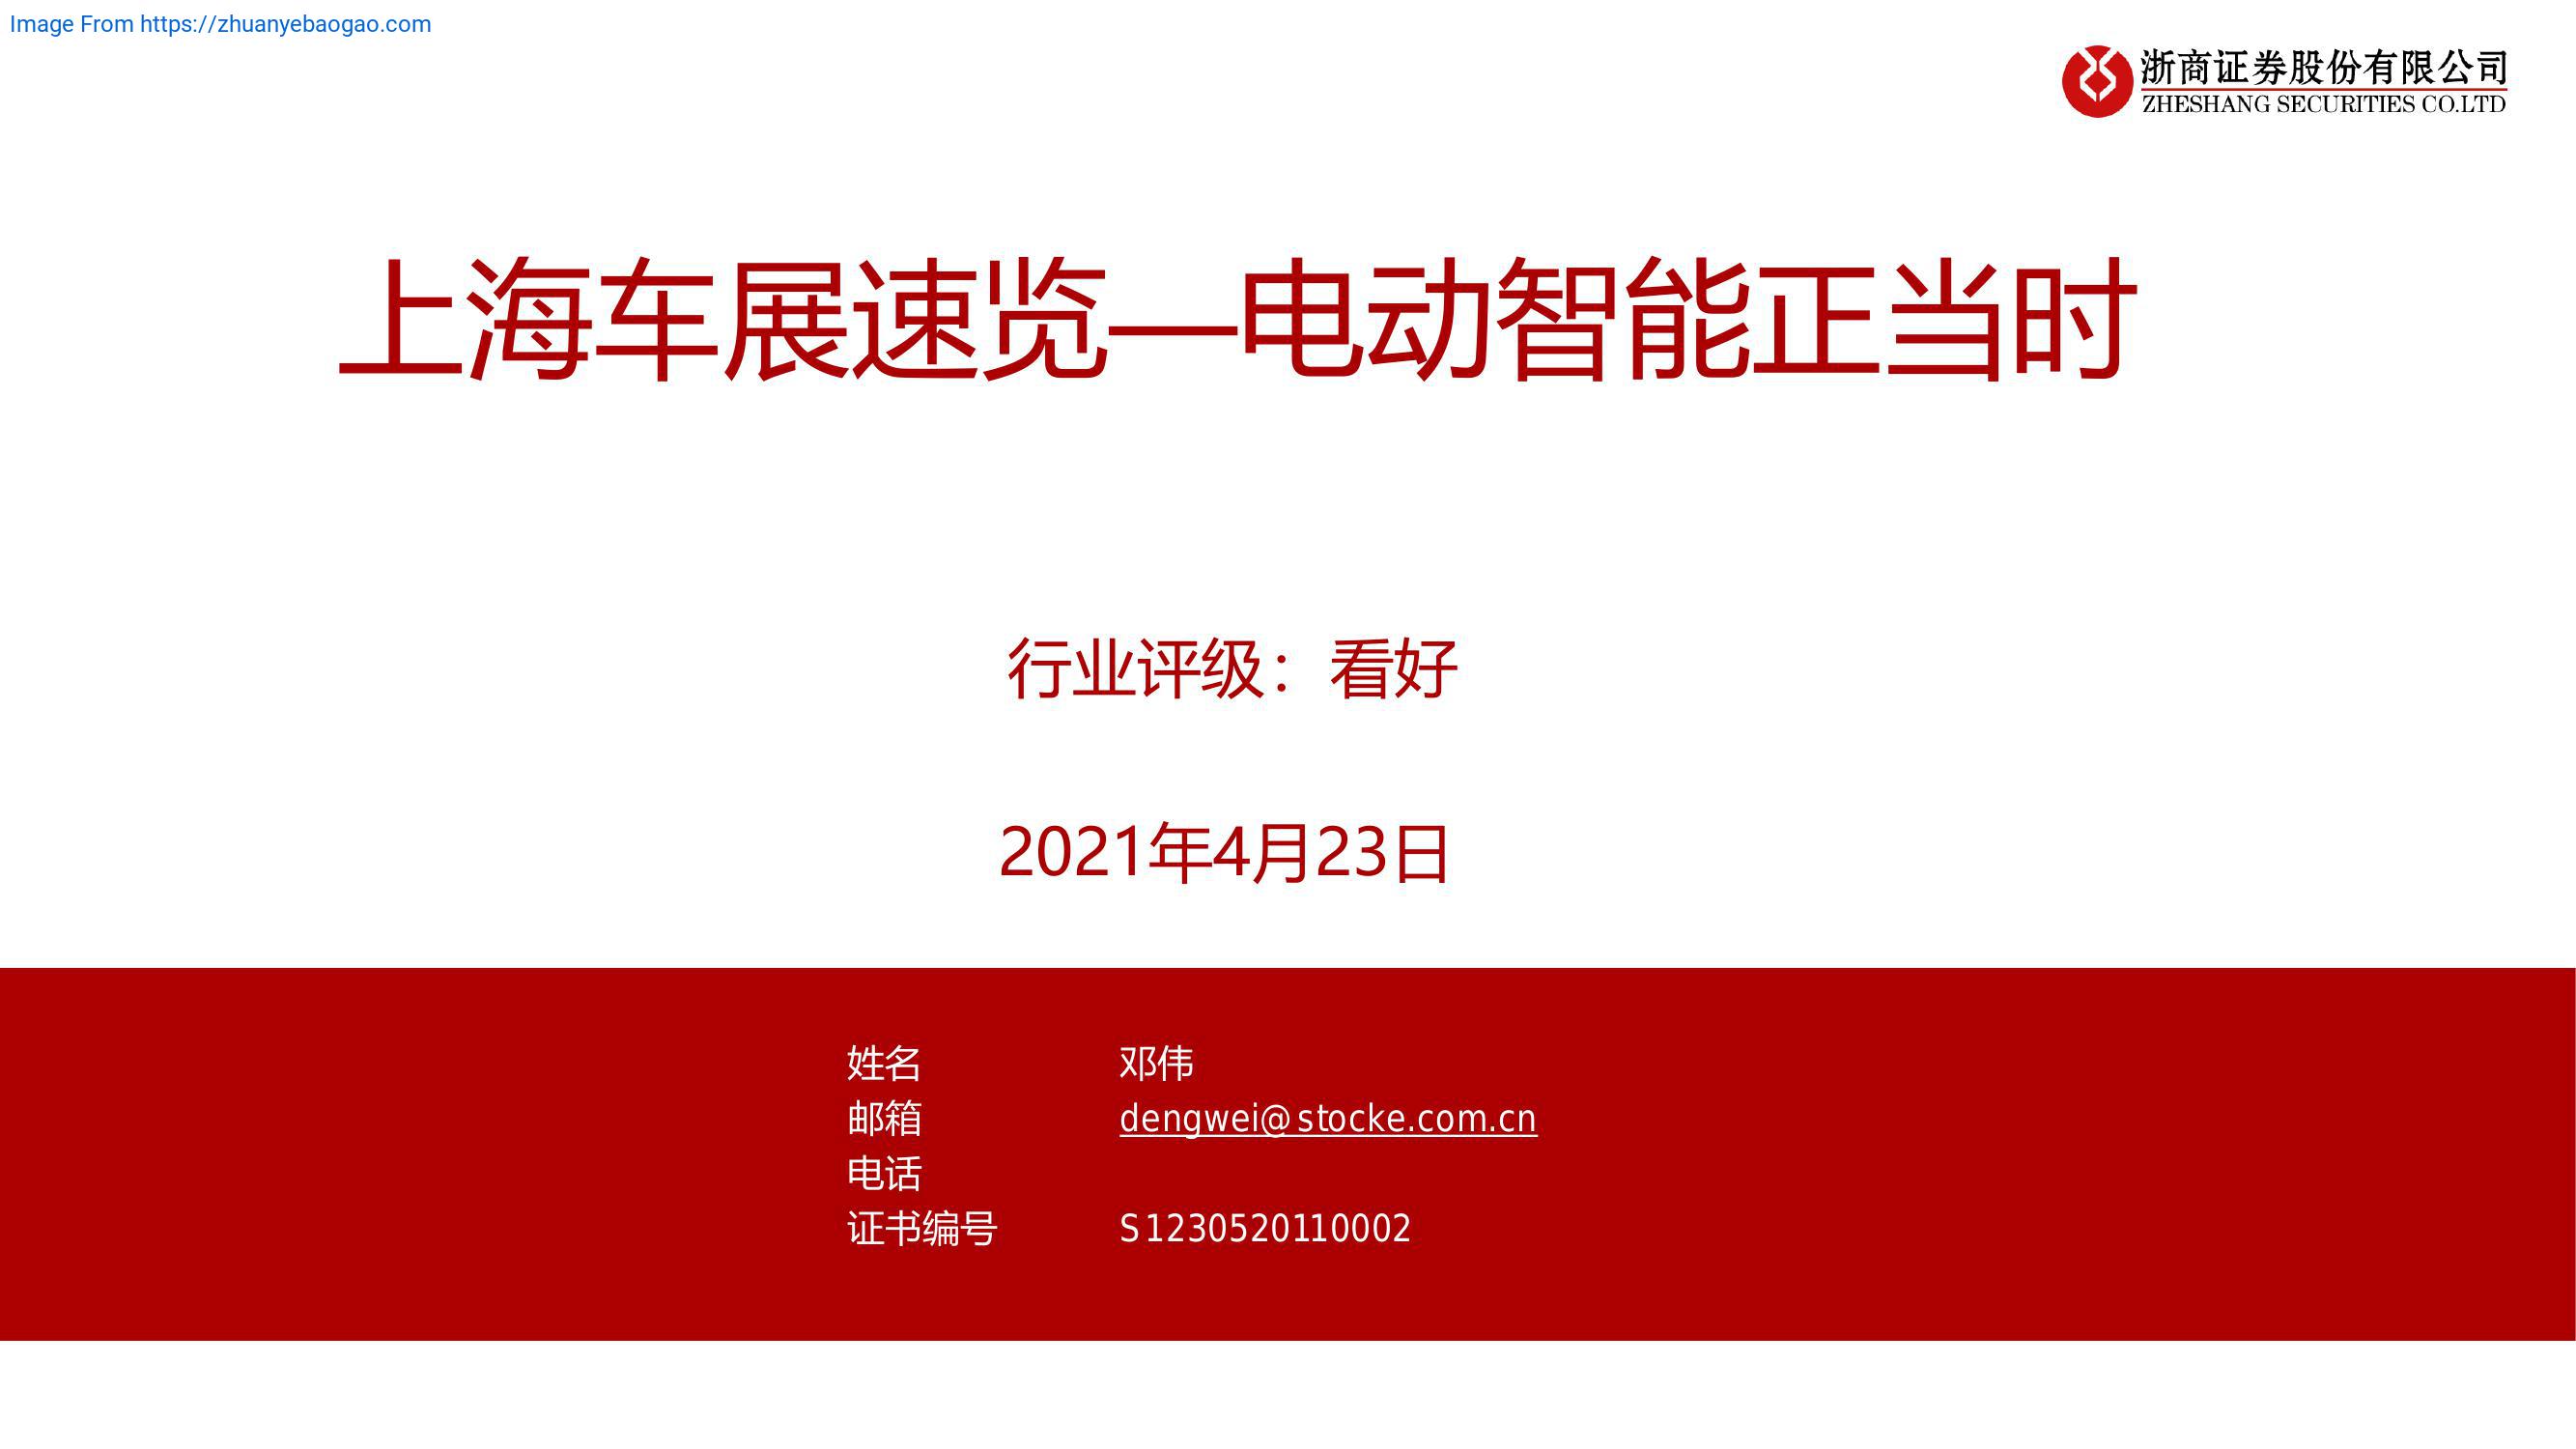 Image From https://zhuanyebaogao.com
浙商证券股份有限公司
ZHESHANG SECURITIES CO.LTD
上海车展速览—电动智能正当时
行业评级：看好
2021年4月23日
姓名 邓伟
邮箱 dengwei@stocke.com.cn
电话
证书编号 S1230520110002